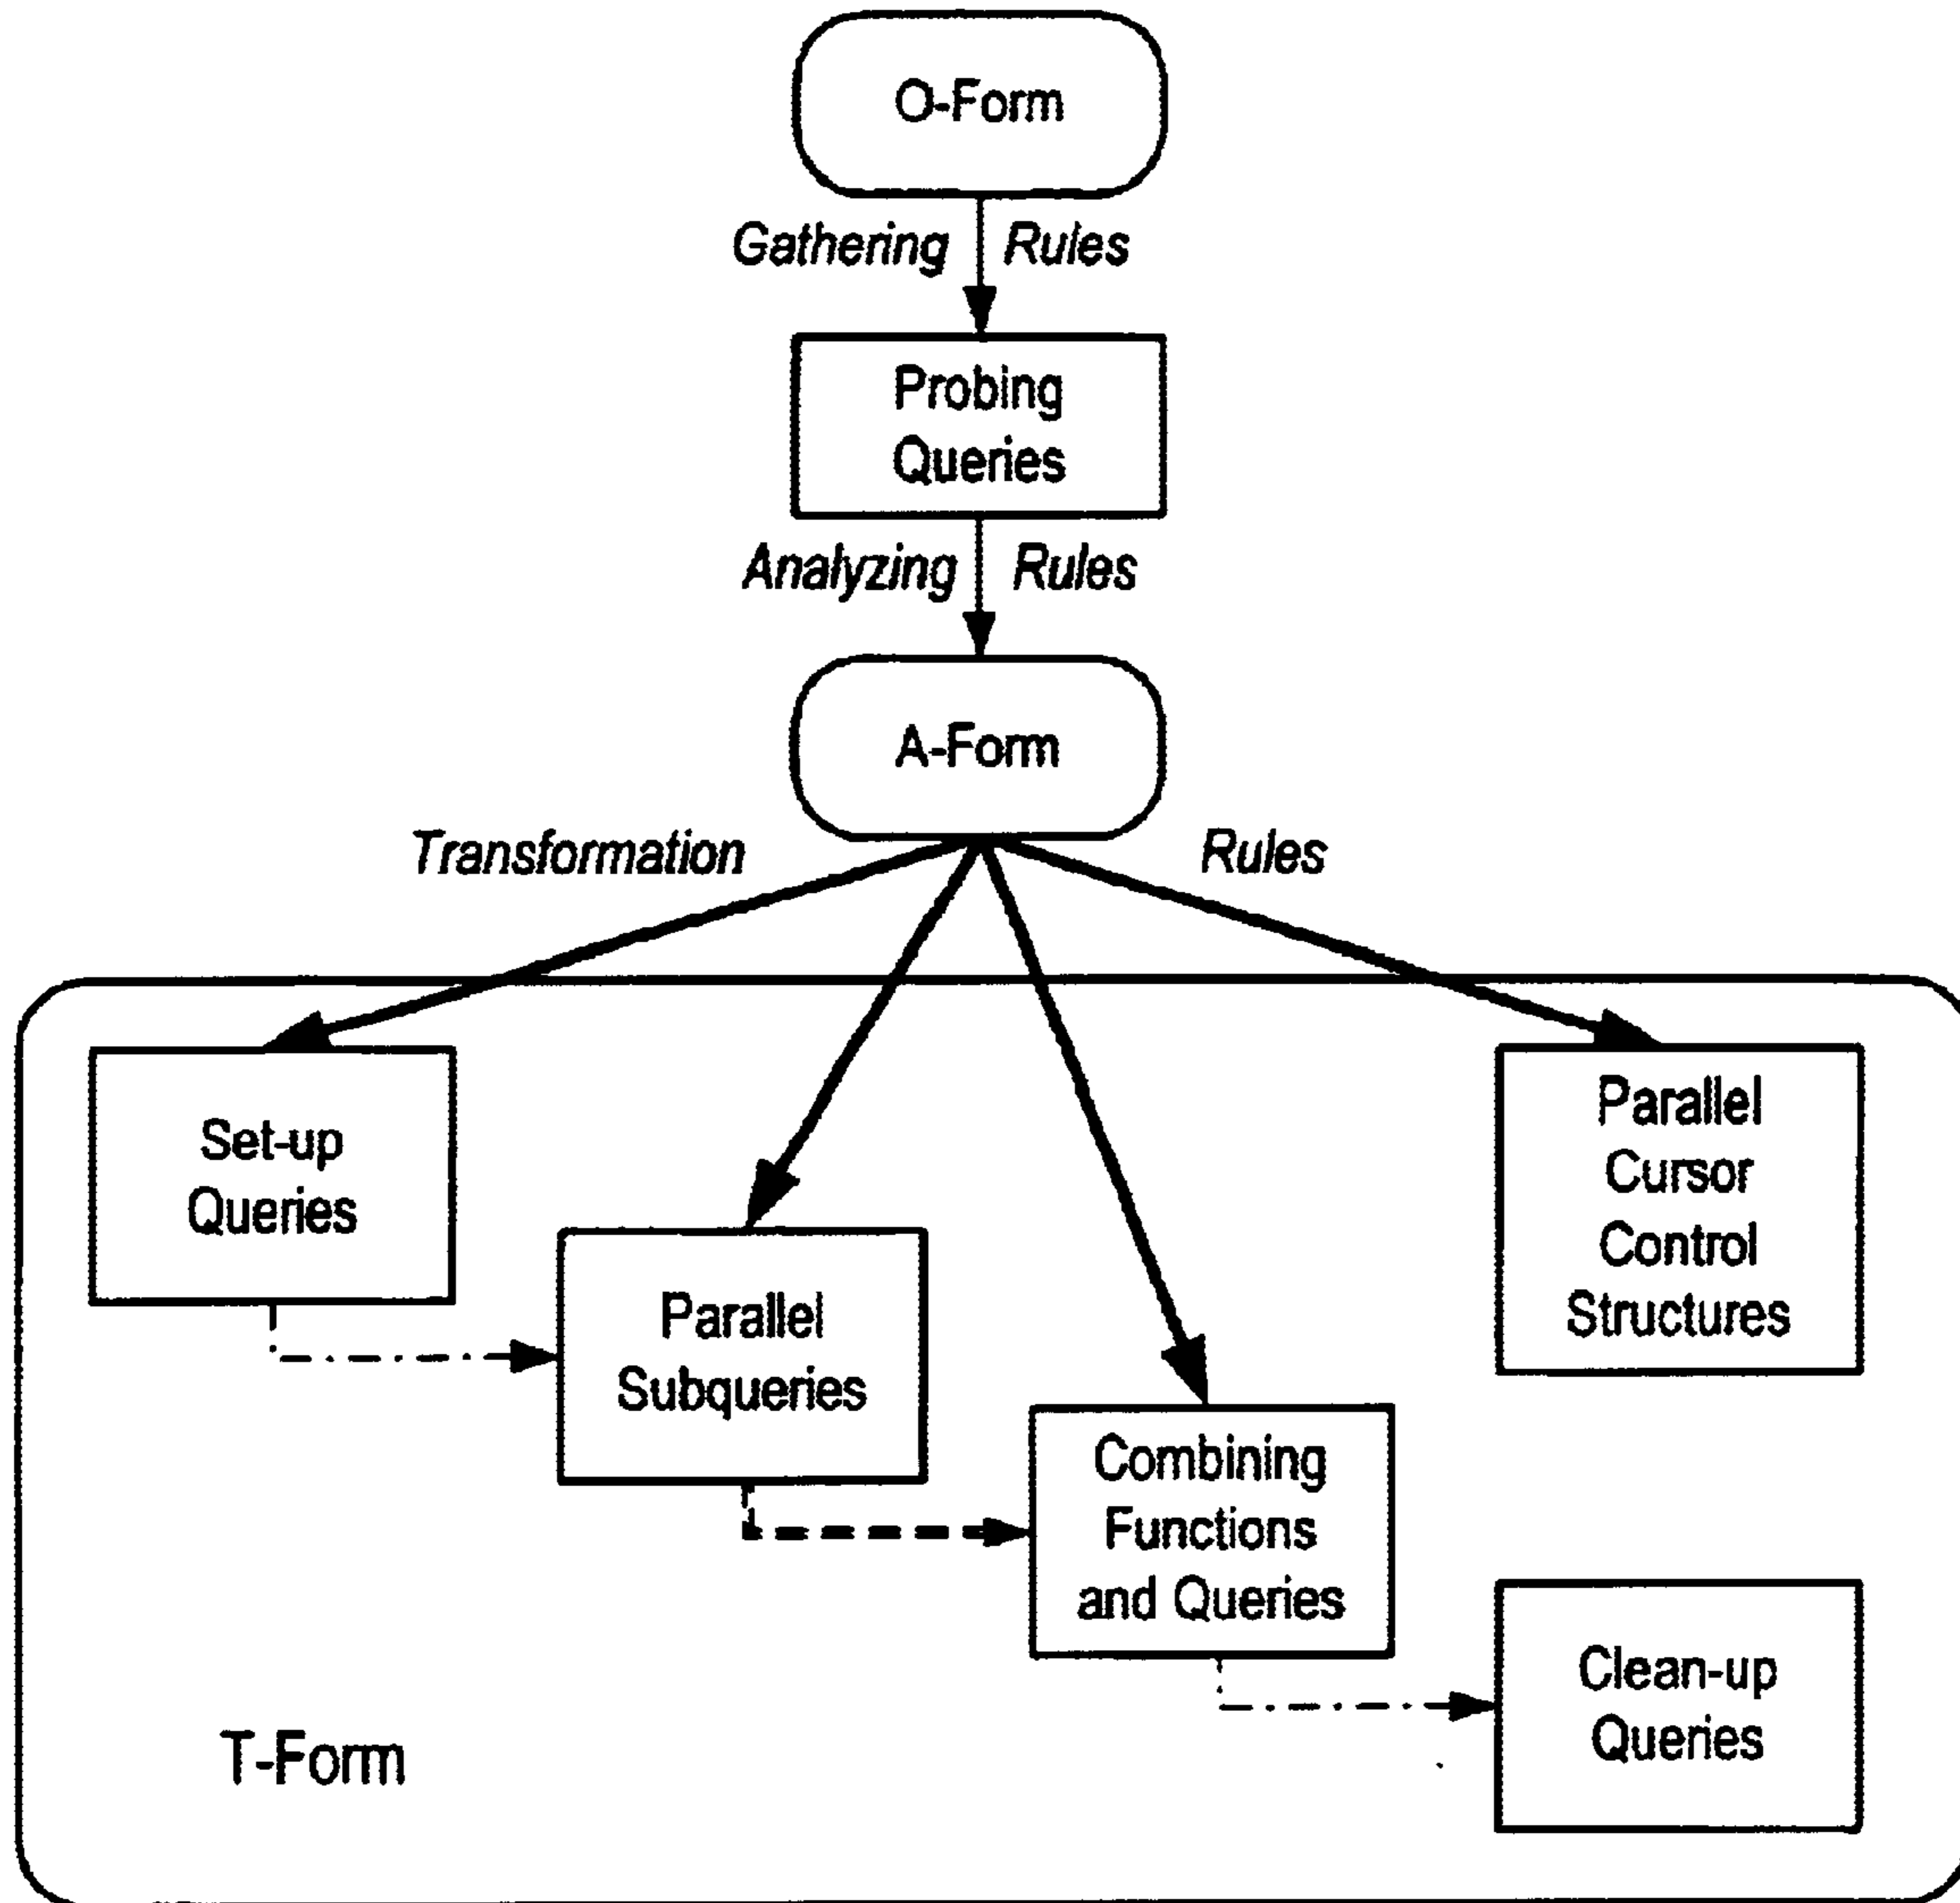 O-Form
Gathering Rules
Probing
Queries
Analyzing Rules
A-Form
Transformation Rules
Set-up
Queries
Parallel
Subqueries
Combining
Functions
and Queries
Parallel
Cursor
Control
Structures
Clean-up
Queries
T-Form